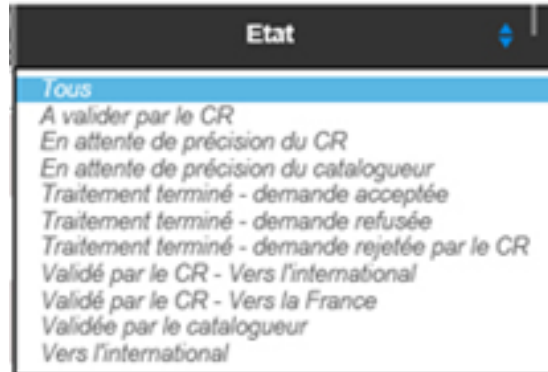 Etat
Tous
A valider par le CR
En attente de précision du CR
En attente de précision du catalogueur
Traitement terminé - demande acceptée
Traitement terminé - demande refusée
Traitement terminé - demande rejetée par le CR
Validé par le CR - Vers l'international
Validé par le CR - Vers la France
Validée par le catalogueur
Vers l'international